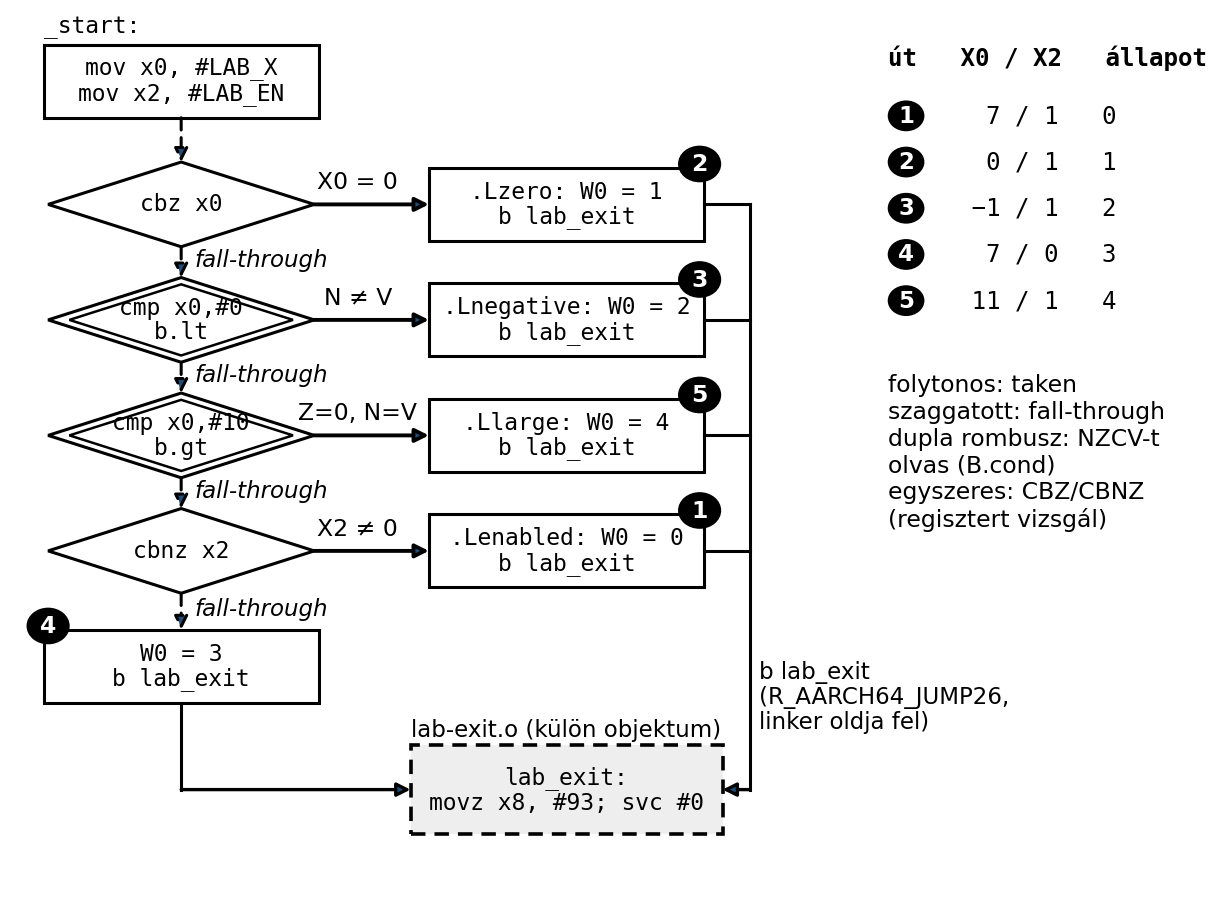 _start:
mov x0, #LAB_X
mov x2, #LAB_EN
cbz x0
X0 = 0
2
.Lzero: W0 = 1
b lab_exit
fall-through
cmp x0,#0
b.lt
N ≠ V
3
.Lnegative: W0 = 2
b lab_exit
fall-through
cmp x0,#10
b.gt
Z=0, N=V
5
.Llarge: W0 = 4
b lab_exit
fall-through
cbnz x2
X2 ≠ 0
1
.Lenabled: W0 = 0
b lab_exit
fall-through
4
W0 = 3
b lab_exit
b lab_exit
(R_AARCH64_JUMP26,
linker oldja fel)
lab-exit.o (külön objektum)
lab_exit:
movz x8, #93; svc #0
út X0 / X2 állapot
1 7 / 1 0
2 0 / 1 1
3 −1 / 1 2
4 7 / 0 3
5 11 / 1 4
folytonos: taken
szaggatott: fall-through
dupla rombusz: NZCV-t
olvas (B.cond)
egyszeres: CBZ/CBNZ
(regisztert vizsgál)